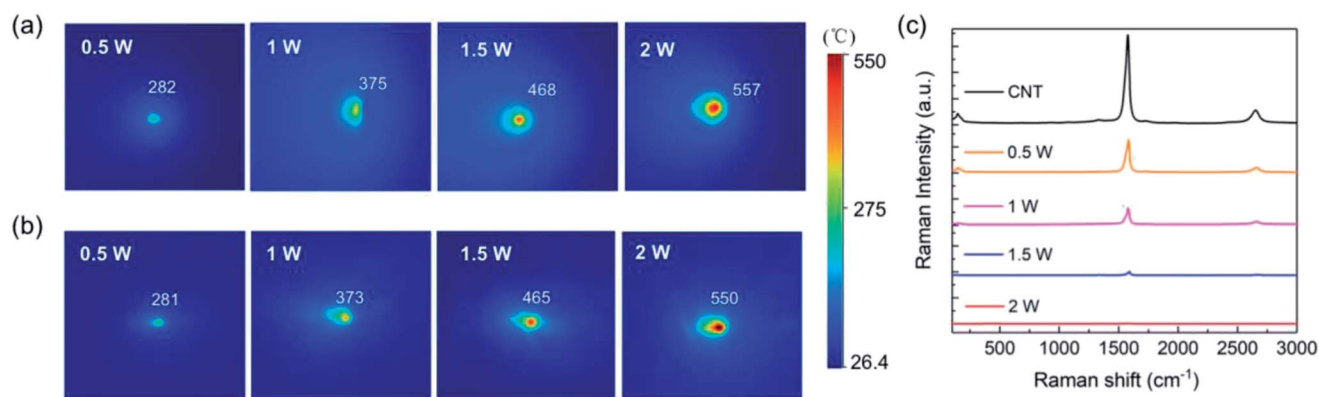 (a)
0.5 W
282
1 W
375
1.5 W
468
2 W
557
(℃)
550
275
26.4
(b)
0.5 W
281
1 W
373
1.5 W
465
2 W
550
(c)
Raman Intensity (a.u.)
CNT
0.5 W
1 W
1.5 W
2 W
500 1000 1500 2000 2500 3000
Raman shift (cm⁻¹)